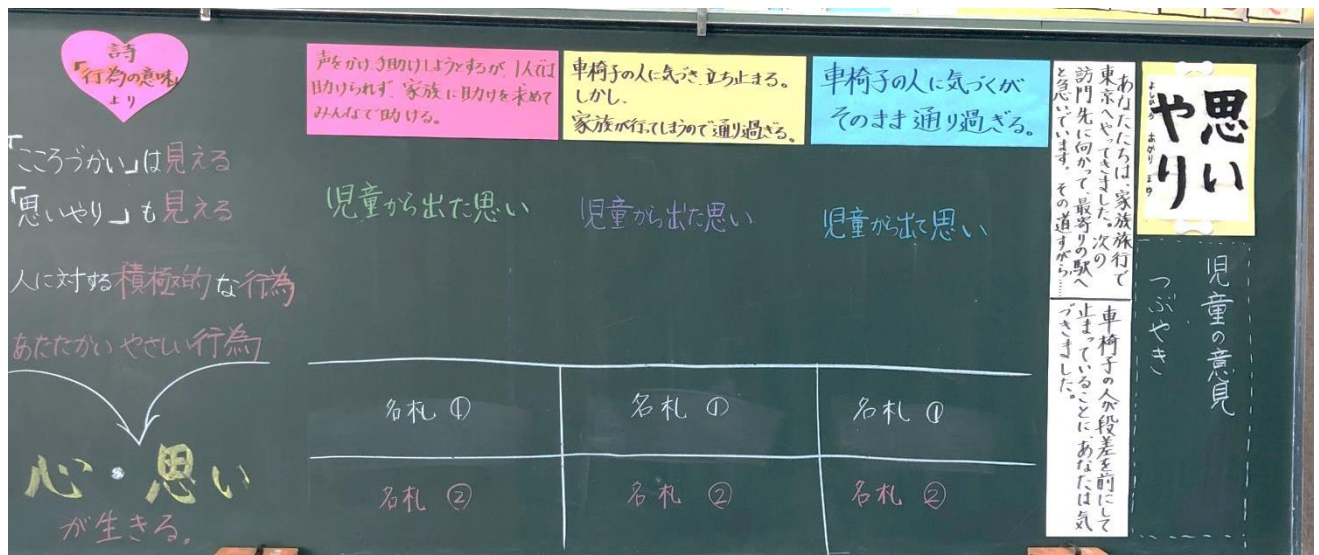 思い
やり
児童の意見
つぶやき
あなたたちは、家族旅行で
東京へやってきました。次の
訪門先に向かって、最寄りの駅へ
と急いでいます。その道すがら……
車椅子の人が段差を前にして
止まっていることに、あなたは気
づきました。
車椅子の人に気づくが
そのまま通り過ぎる。
児童から出て思い
名札 ①
名札 ②
車椅子の人に気づき、立ち止まる。
しかし、
家族が行ってしまうので通り過ぎる。
児童から出た思い
名札 ①
名札 ②
声をかけ、手助けしようとするが、1人では
助けられず、家族に助けを求めて
みんなで助ける。
児童から出た思い
名札 ①
名札 ②
詩
「行為の意味」
より
「こころづかい」は見える
「思いやり」も見える
人に対する積極的な行為
あたたかい やさしい行為
心・思い
が生きる。